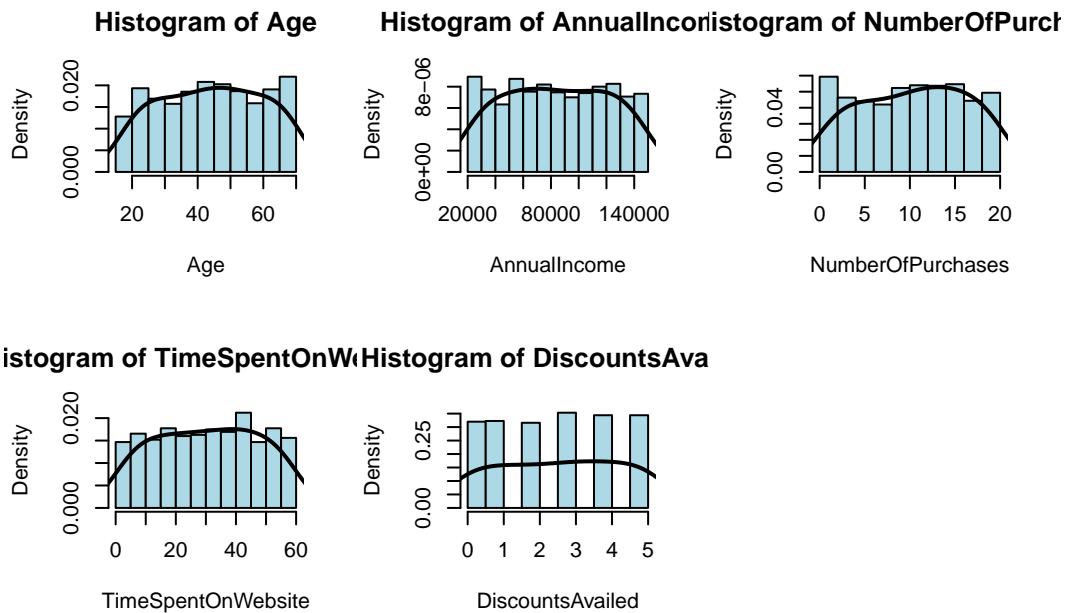 Histogram of Age
Density
0.000
0.020
20
40
60
Age
Histogram of AnnualIncon
Density
0e+00
8e−06
20000
80000
140000
AnnualIncome
istogram of NumberOfPurch
Density
0.00
0.04
0
5
10
15
20
NumberOfPurchases
istogram of TimeSpentOnWe
Density
0.000
0.020
0
20
40
60
TimeSpentOnWebsite
Histogram of DiscountsAva
Density
0.00
0.25
0
1
2
3
4
5
DiscountsAvailed